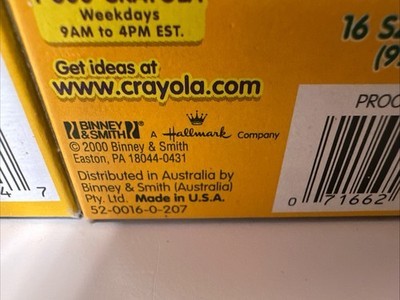 Weekdays
9AM to 4PM EST.
16
Get ideas at
www.crayola.com
BINNEY
& SMITH
A Hallmark Company
© 2000 Binney & Smith
Easton, PA 18044-0431
Distributed in Australia by
Binney & Smith (Australia)
Pty. Ltd. Made in U.S.A.
52-0016-0-207
4 7
0 71662